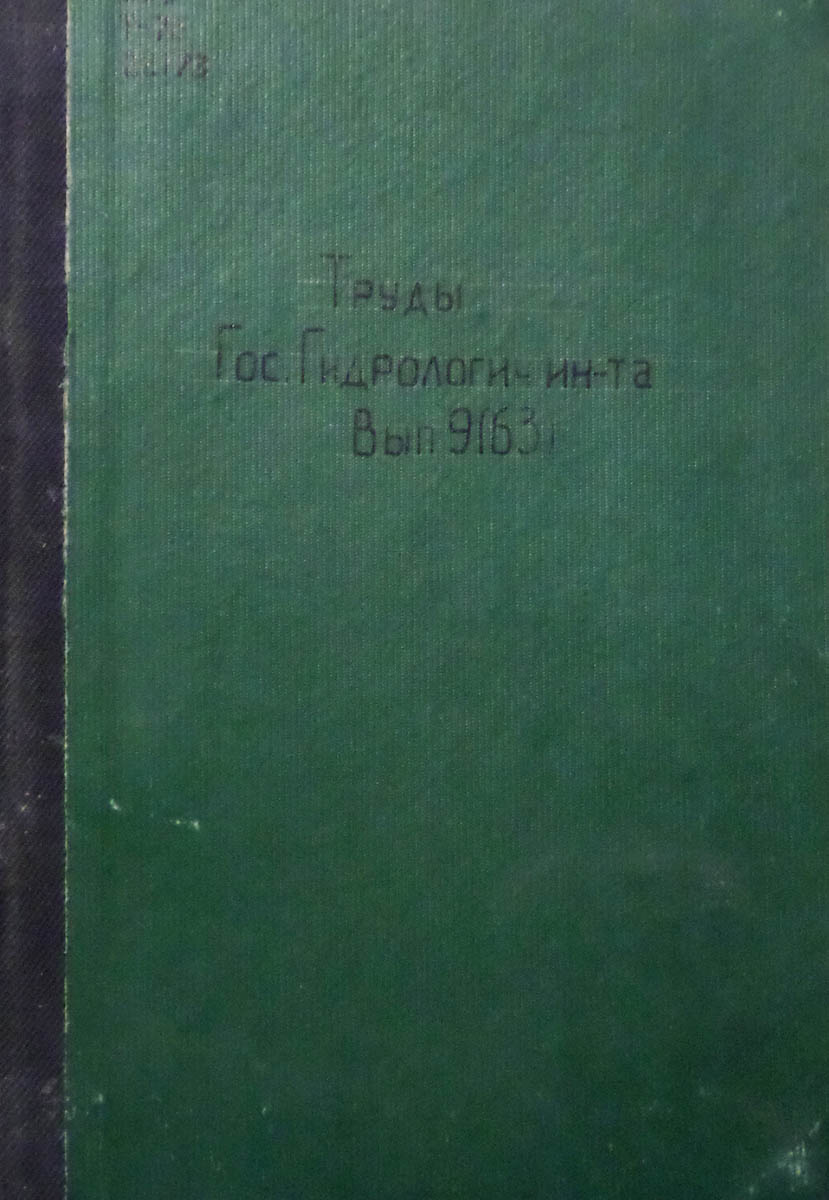 Труды
Гос. Гидрологич ин-та
Вып 9(63)